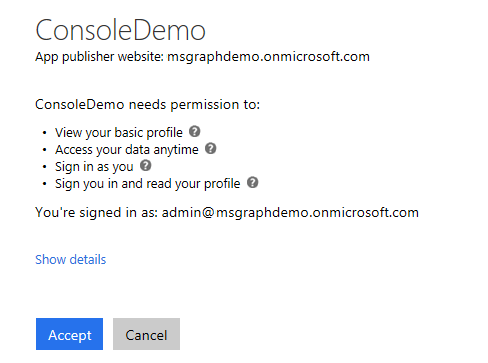 ConsoleDemo
App publisher website: msgraphdemo.onmicrosoft.com
ConsoleDemo needs permission to:
• View your basic profile ?
• Access your data anytime ?
• Sign in as you ?
• Sign you in and read your profile ?
You're signed in as: admin@msgraphdemo.onmicrosoft.com
Show details
Accept Cancel